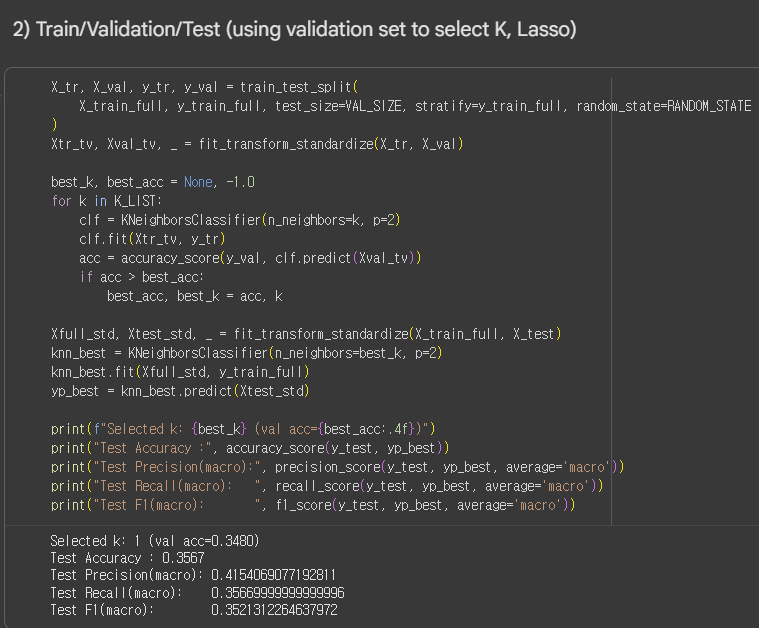 2) Train/Validation/Test (using validation set to select K, Lasso)
X_tr, X_val, y_tr, y_val = train_test_split(
X_train_full, y_train_full, test_size=VAL_SIZE, stratify=y_train_full, random_state=RANDOM_STATE
)
Xtr_tv, Xval_tv, _ = fit_transform_standardize(X_tr, X_val)
best_k, best_acc = None, -1.0
for k in K_LIST:
clf = KNeighborsClassifier(n_neighbors=k, p=2)
clf.fit(Xtr_tv, y_tr)
acc = accuracy_score(y_val, clf.predict(Xval_tv))
if acc > best_acc:
best_acc, best_k = acc, k
Xfull_std, Xtest_std, _ = fit_transform_standardize(X_train_full, X_test)
knn_best = KNeighborsClassifier(n_neighbors=best_k, p=2)
knn_best.fit(Xfull_std, y_train_full)
yp_best = knn_best.predict(Xtest_std)
print(f"Selected k: {best_k} (val acc={best_acc:.4f})")
print("Test Accuracy :", accuracy_score(y_test, yp_best))
print("Test Precision(macro):", precision_score(y_test, yp_best, average='macro'))
print("Test Recall(macro):   ", recall_score(y_test, yp_best, average='macro'))
print("Test F1(macro):       ", f1_score(y_test, yp_best, average='macro'))
Selected k: 1 (val acc=0.3480)
Test Accuracy : 0.3567
Test Precision(macro): 0.4154069077192811
Test Recall(macro):    0.35669999999999996
Test F1(macro):        0.3521312264637972